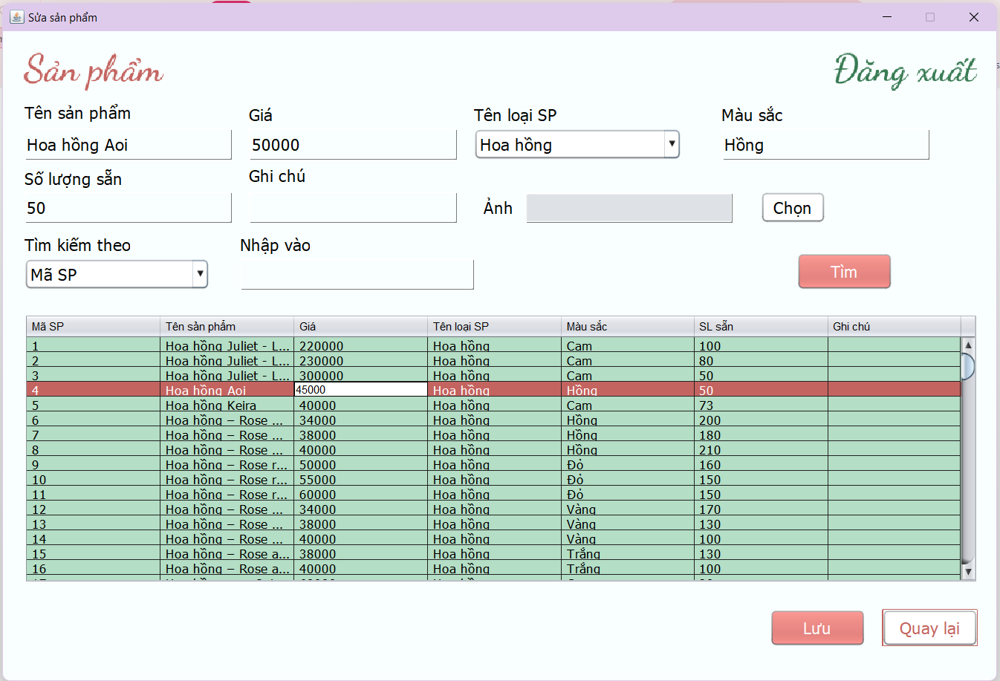 Sửa sản phẩm
Sản phẩm Đăng xuất
Tên sản phẩm Giá Tên loại SP Màu sắc
Hoa hồng Aoi 50000 Hoa hồng Hồng
Số lượng sẵn Ghi chú
50 Ảnh Chọn
Tìm kiếm theo Nhập vào
Mã SP Tìm
Mã SP Tên sản phẩm Giá Tên loại SP Màu sắc SL sẵn Ghi chú
1 Hoa hồng Juliet - L... 220000 Hoa hồng Cam 100
2 Hoa hồng Juliet - L... 230000 Hoa hồng Cam 80
3 Hoa hồng Juliet - L... 300000 Hoa hồng Cam 50
4 Hoa hồng Aoi 45000 Hoa hồng Hồng 50
5 Hoa hồng Keira 40000 Hoa hồng Cam 73
6 Hoa hồng – Rose ... 34000 Hoa hồng Hồng 200
7 Hoa hồng – Rose ... 38000 Hoa hồng Hồng 180
8 Hoa hồng – Rose ... 40000 Hoa hồng Hồng 210
9 Hoa hồng – Rose r... 50000 Hoa hồng Đỏ 160
10 Hoa hồng – Rose r... 55000 Hoa hồng Đỏ 150
11 Hoa hồng – Rose r... 60000 Hoa hồng Đỏ 150
12 Hoa hồng – Rose ... 34000 Hoa hồng Vàng 170
13 Hoa hồng – Rose ... 38000 Hoa hồng Vàng 130
14 Hoa hồng – Rose ... 40000 Hoa hồng Vàng 100
15 Hoa hồng – Rose a... 38000 Hoa hồng Trắng 130
16 Hoa hồng – Rose a... 40000 Hoa hồng Trắng 100
Lưu Quay lại